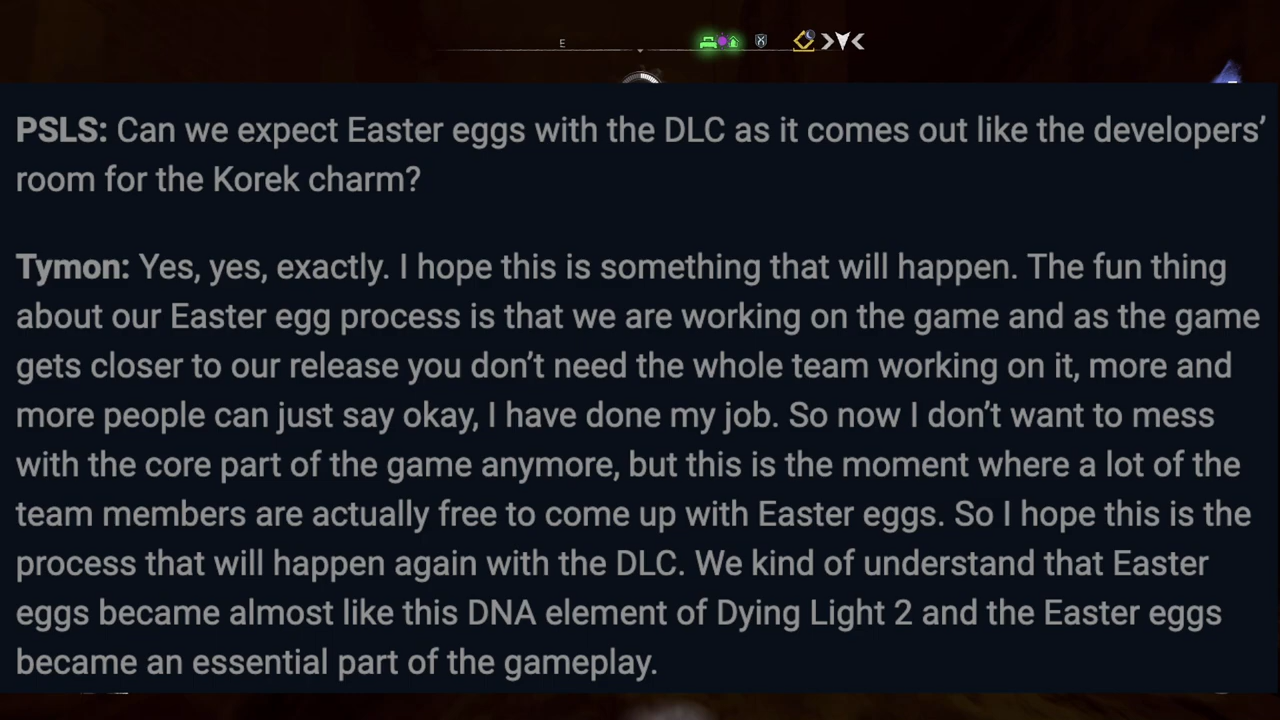 E
PSLS: Can we expect Easter eggs with the DLC as it comes out like the developers’
room for the Korek charm?
Tymon: Yes, yes, exactly. I hope this is something that will happen. The fun thing
about our Easter egg process is that we are working on the game and as the game
gets closer to our release you don’t need the whole team working on it, more and
more people can just say okay, I have done my job. So now I don’t want to mess
with the core part of the game anymore, but this is the moment where a lot of the
team members are actually free to come up with Easter eggs. So I hope this is the
process that will happen again with the DLC. We kind of understand that Easter
eggs became almost like this DNA element of Dying Light 2 and the Easter eggs
became an essential part of the gameplay.